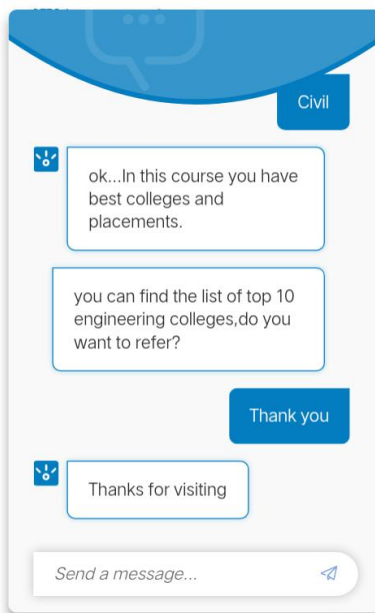 Civil
ok...In this course you have
best colleges and
placements.
you can find the list of top 10
engineering colleges,do you
want to refer?
Thank you
Thanks for visiting
Send a message...